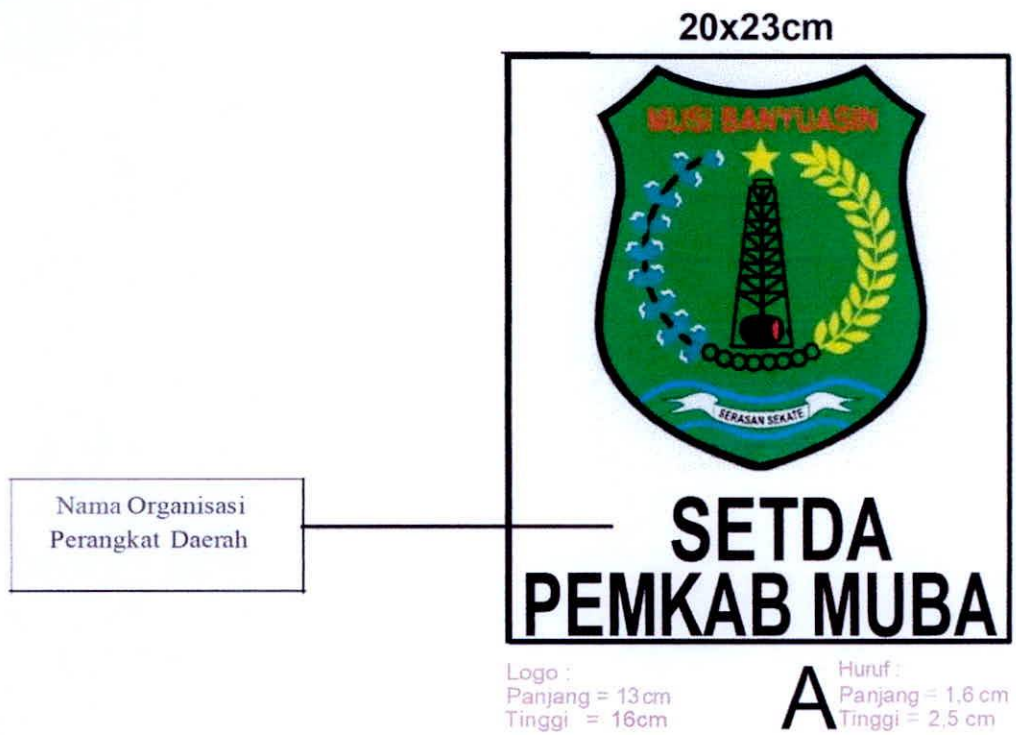 20x23cm
MUSI BANYUASIN
SERASAN SEKATE
Nama Organisasi
Perangkat Daerah
SETDA
PEMKAB MUBA
Logo :
Panjang = 13cm
Tinggi = 16cm
A
Huruf :
Panjang = 1,6 cm
Tinggi = 2,5 cm